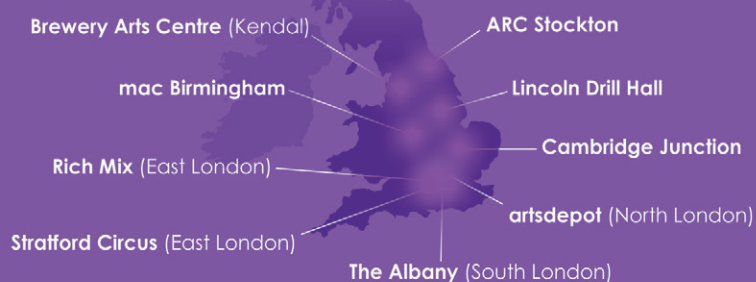 Brewery Arts Centre (Kendal)
ARC Stockton
mac Birmingham
Lincoln Drill Hall
Cambridge Junction
Rich Mix (East London)
artsdepot (North London)
Stratford Circus (East London)
The Albany (South London)